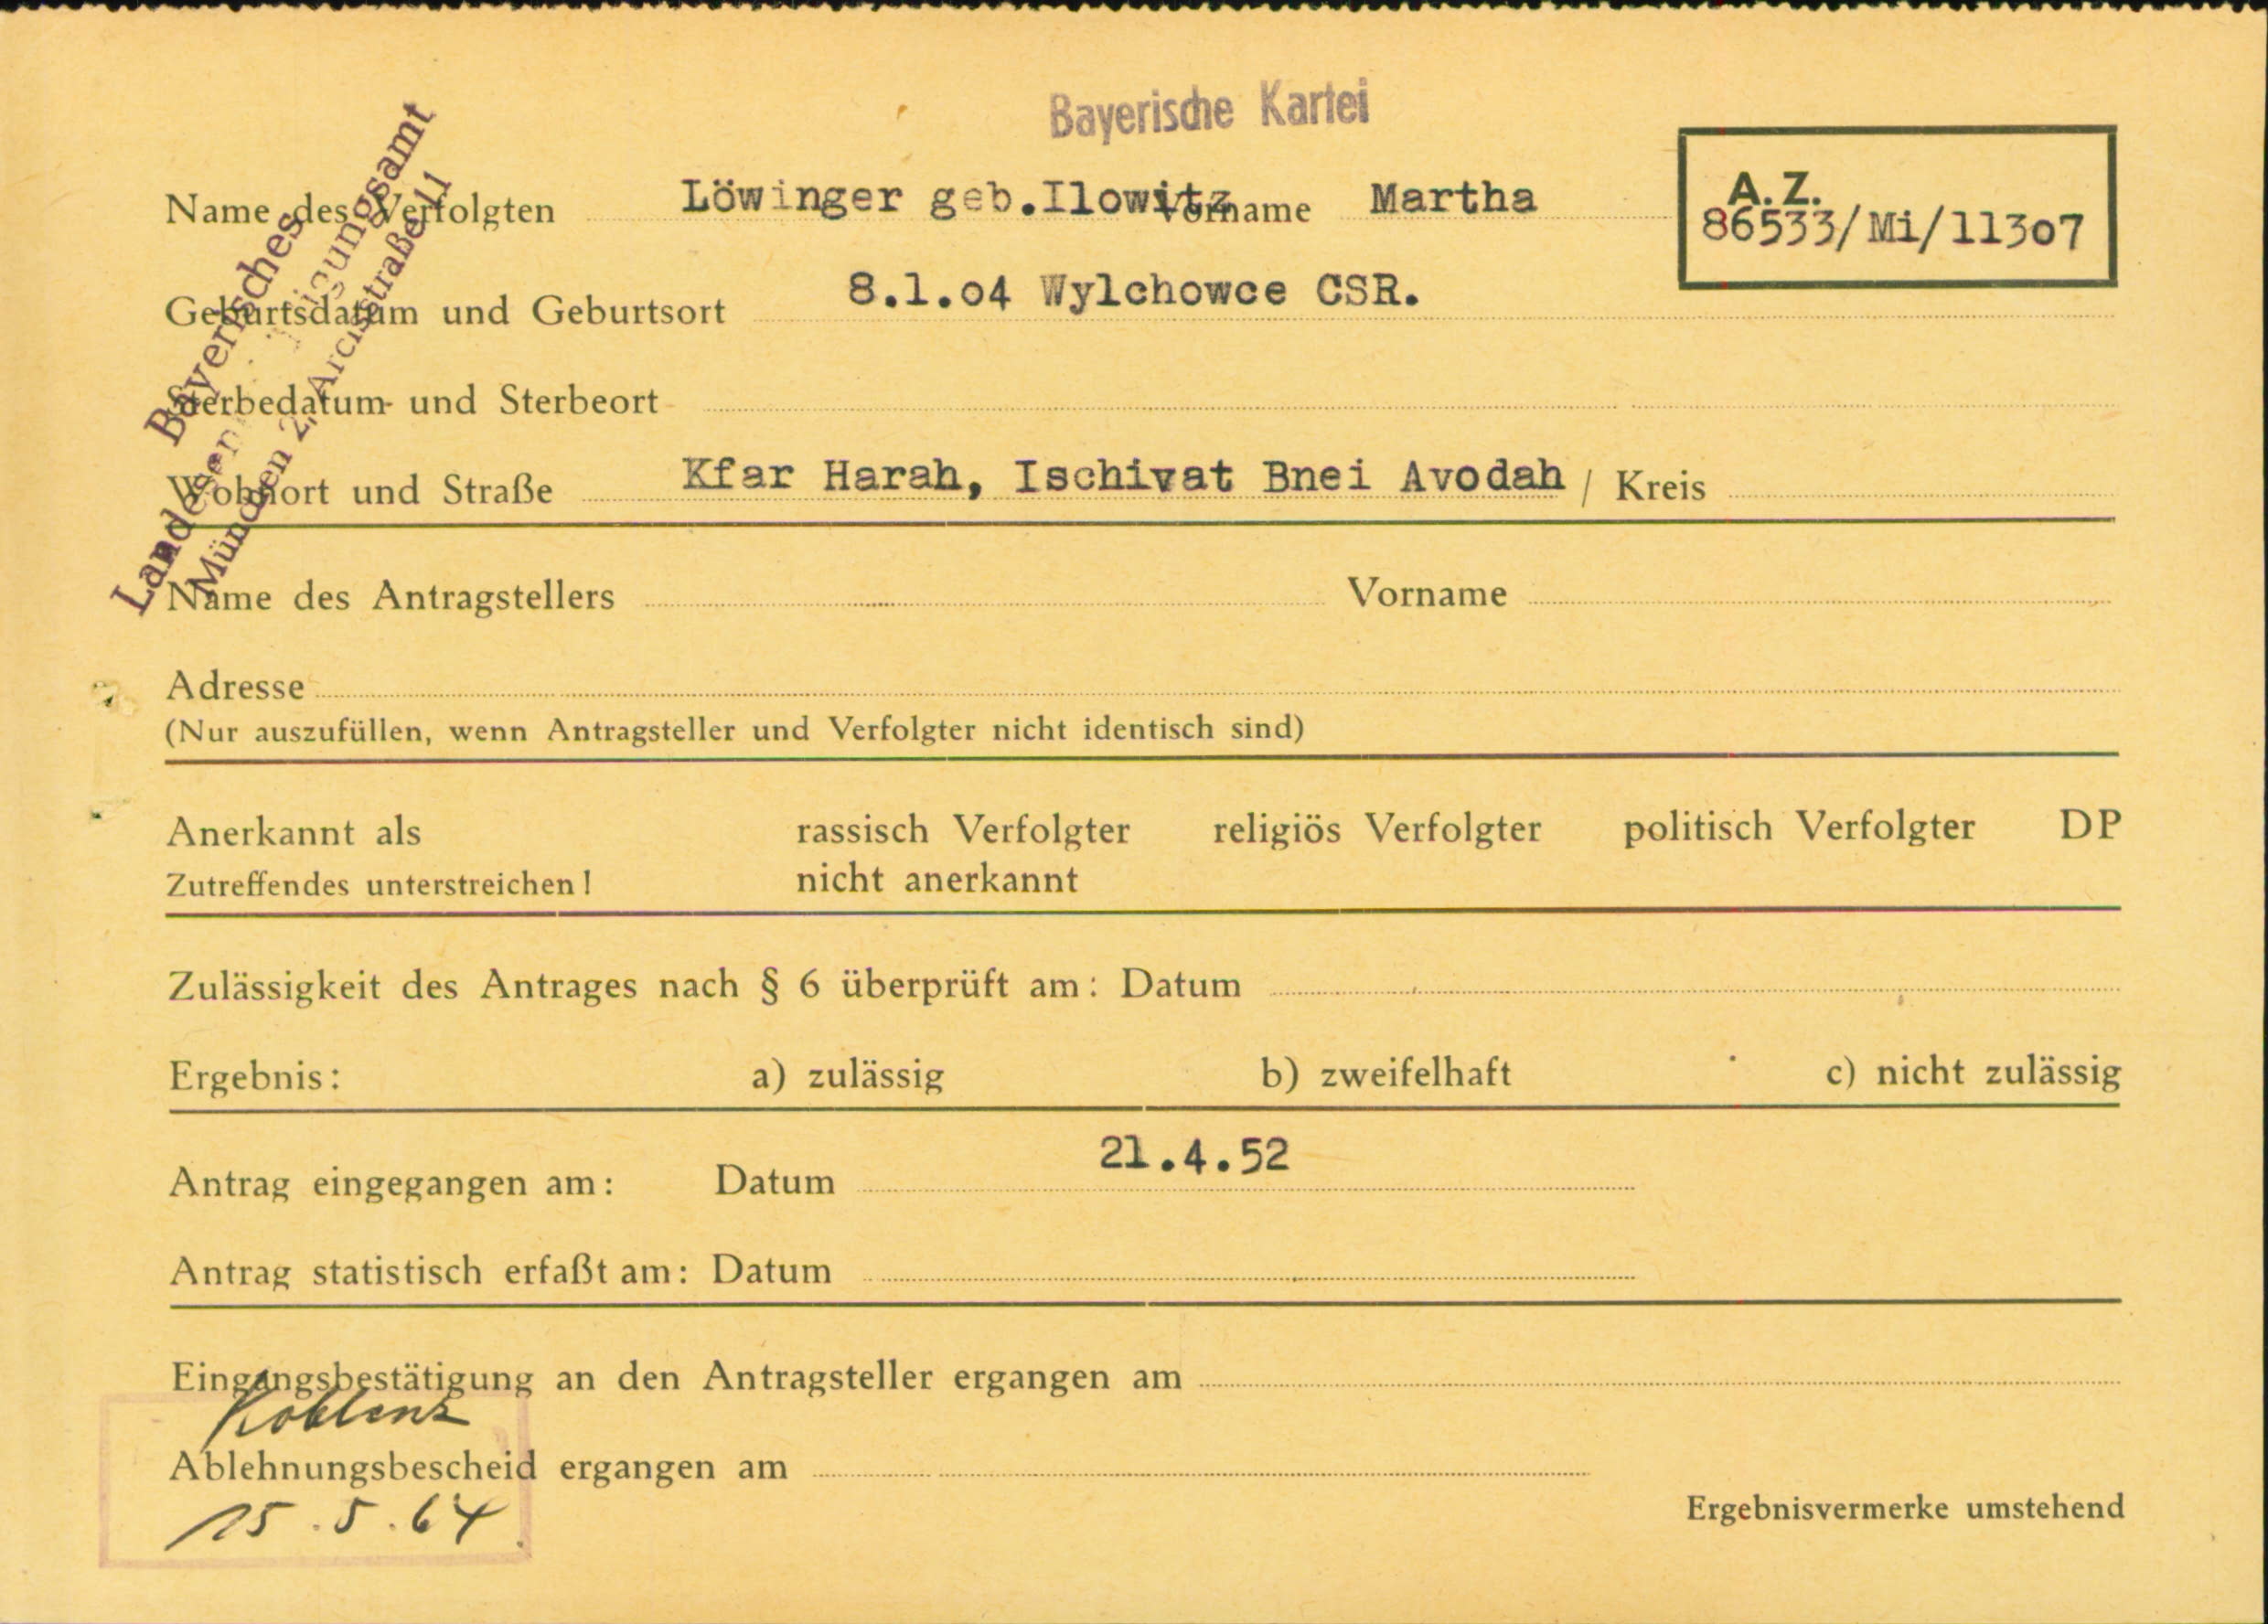 Bayerische Kartei
Bayerisches
Landesentschädigungsamt
München 2, Arcisstraße 11
A.Z.
86533/Mi/11307
Name des Verfolgten Löwinger geb.Ilowitz Vorname Martha
Geburtsdatum und Geburtsort 8.1.04 Wylchowce CSR.
Sterbedatum und Sterbeort
Wohnort und Straße Kfar Harah, Ischivat Bnei Avodah / Kreis
Name des Antragstellers Vorname
Adresse
(Nur auszufüllen, wenn Antragsteller und Verfolgter nicht identisch sind)
Anerkannt als rassisch Verfolgter religiös Verfolgter politisch Verfolgter DP
Zutreffendes unterstreichen! nicht anerkannt
Zulässigkeit des Antrages nach § 6 überprüft am: Datum
Ergebnis: a) zulässig b) zweifelhaft c) nicht zulässig
Antrag eingegangen am: Datum 21.4.52
Antrag statistisch erfaßt am: Datum
Eingangsbestätigung an den Antragsteller ergangen am
Koblenz
Ablehnungsbescheid ergangen am
15.5.64
Ergebnisvermerke umstehend